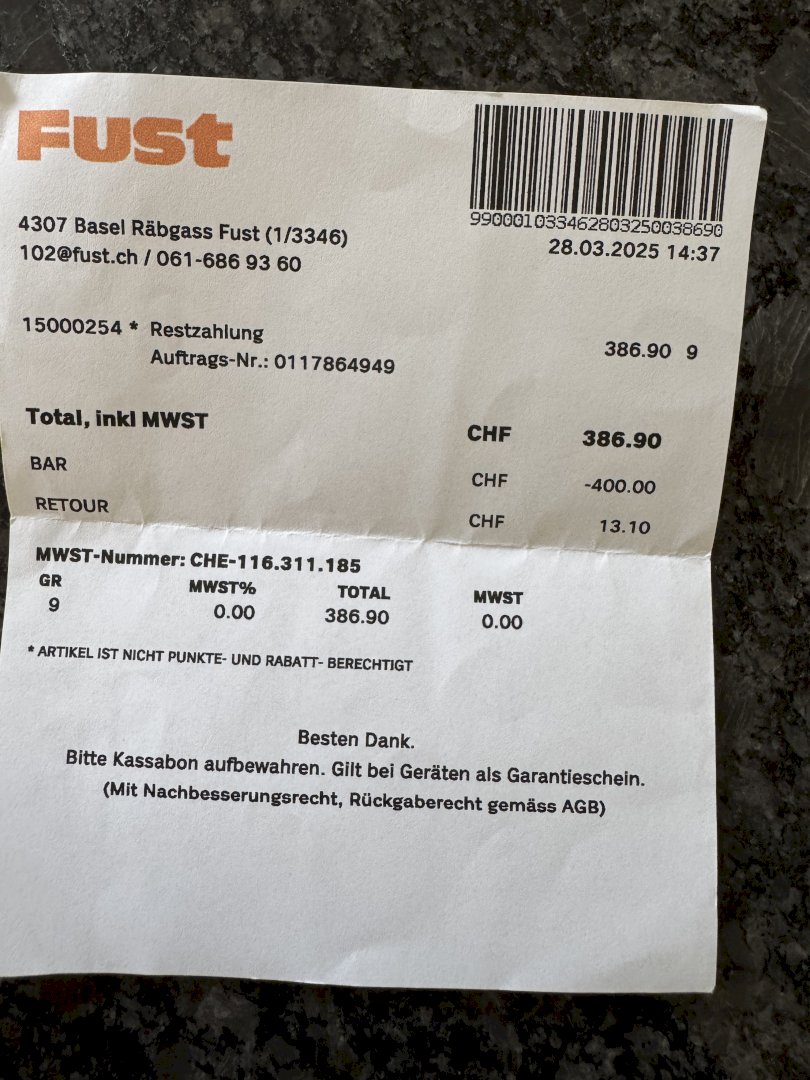 Fust
99000103346280325003869​0
28.03.2025 14:37
4307 Basel Räbgass Fust (1/3346)
102@fust.ch / 061-686 93 60
15000254 * Restzahlung 386.90 9
Auftrags-Nr.: 0117864949
Total, inkl MWST CHF 386.90
BAR CHF -400.00
RETOUR CHF 13.10
MWST-Nummer: CHE-116.311.185
GR MWST% TOTAL MWST
9 0.00 386.90 0.00
* ARTIKEL IST NICHT PUNKTE- UND RABATT- BERECHTIGT
Besten Dank.
Bitte Kassabon aufbewahren. Gilt bei Geräten als Garantieschein.
(Mit Nachbesserungsrecht, Rückgaberecht gemäss AGB)